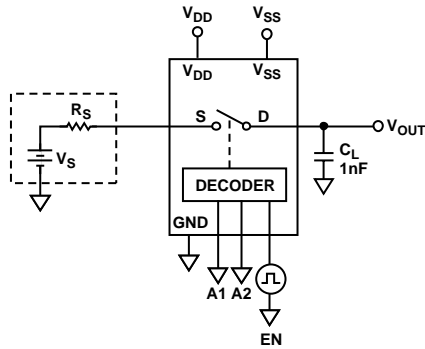 VDD VSS
VDD VSS
RS S D VOUT
VS CL
1nF
DECODER
GND
A1 A2
EN